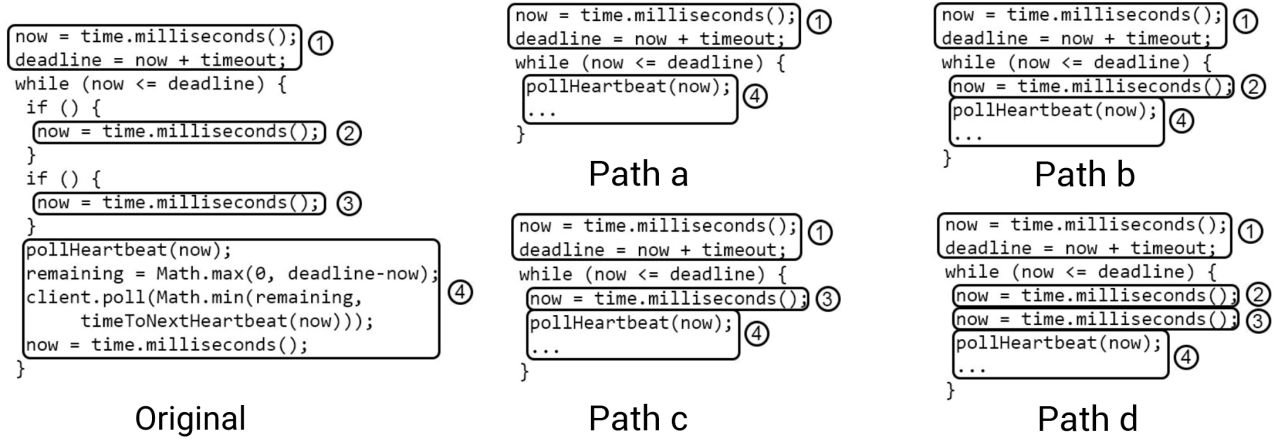 now = time.milliseconds();
deadline = now + timeout;
1
while (now <= deadline) {
if () {
now = time.milliseconds();
2
}
if () {
now = time.milliseconds();
3
}
pollHeartbeat(now);
remaining = Math.max(0, deadline-now);
client.poll(Math.min(remaining,
timeToNextHeartbeat(now)));
now = time.milliseconds();
4
}
Original
now = time.milliseconds();
deadline = now + timeout;
1
while (now <= deadline) {
pollHeartbeat(now);
...
4
}
Path a
now = time.milliseconds();
deadline = now + timeout;
1
while (now <= deadline) {
now = time.milliseconds();
2
pollHeartbeat(now);
...
4
}
Path b
now = time.milliseconds();
deadline = now + timeout;
1
while (now <= deadline) {
now = time.milliseconds();
3
pollHeartbeat(now);
...
4
}
Path c
now = time.milliseconds();
deadline = now + timeout;
1
while (now <= deadline) {
now = time.milliseconds();
2
now = time.milliseconds();
3
pollHeartbeat(now);
...
4
}
Path d